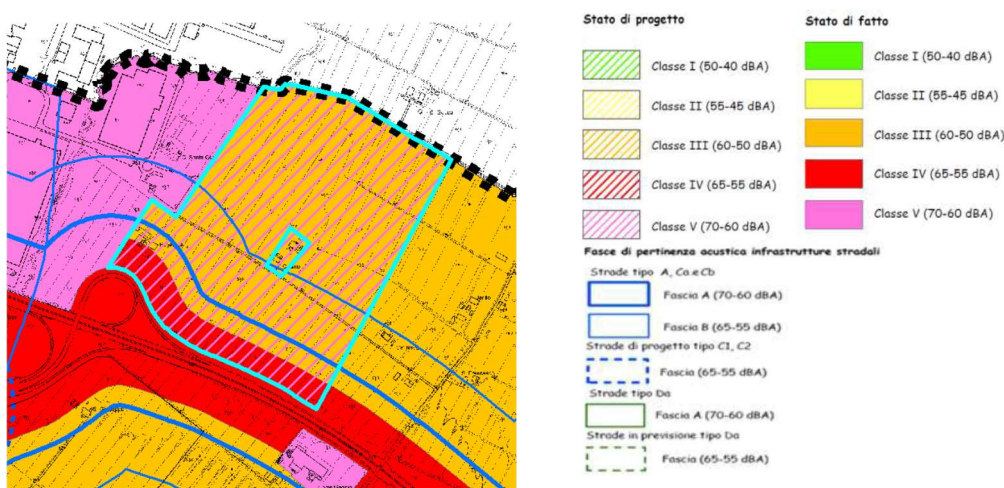 Stato di progetto
Classe I (50-40 dBA)
Classe II (55-45 dBA)
Classe III (60-50 dBA)
Classe IV (65-55 dBA)
Classe V (70-60 dBA)
Stato di fatto
Classe I (50-40 dBA)
Classe II (55-45 dBA)
Classe III (60-50 dBA)
Classe IV (65-55 dBA)
Classe V (70-60 dBA)
Fasce di pertinenza acustica infrastrutture stradali
Strade tipo A, Ca e Cb
Fascia A (70-60 dBA)
Fascia B (65-55 dBA)
Strade di progetto tipo C1, C2
Fascia (65-55 dBA)
Strade tipo Da
Fascia A (70-60 dBA)
Strade in previsione tipo Da
Fascia (65-55 dBA)